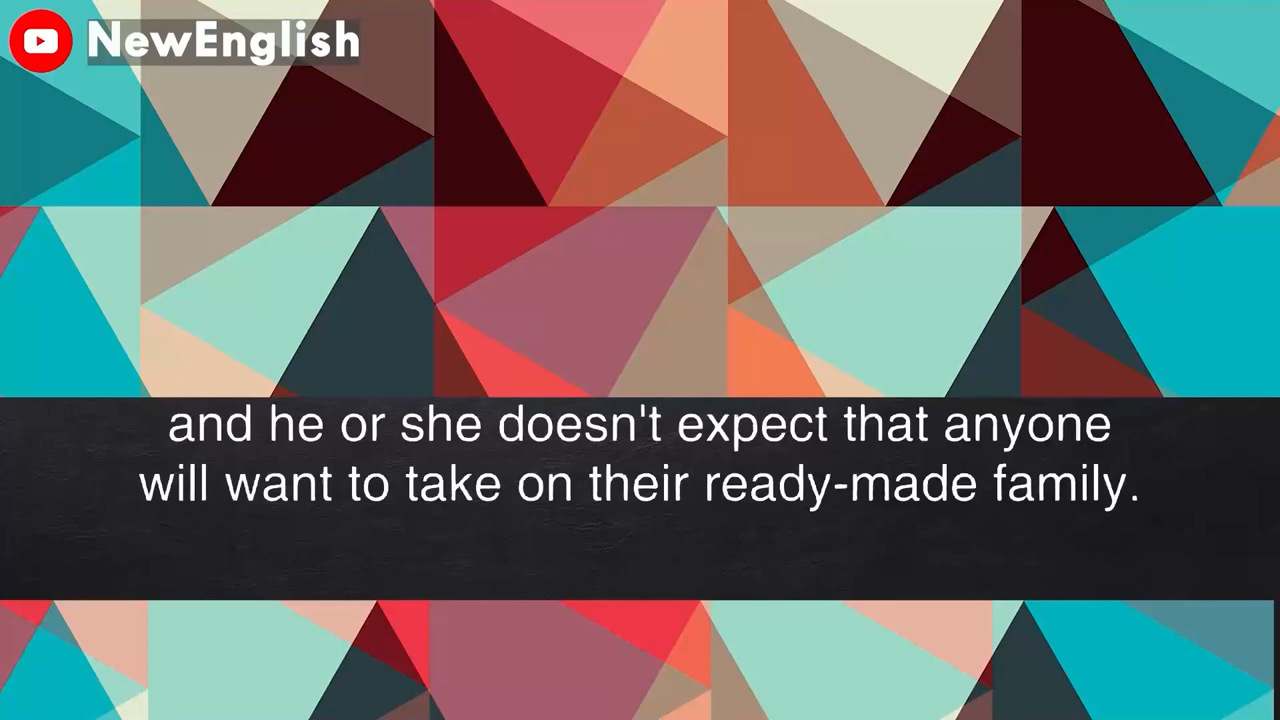 NewEnglish
and he or she doesn't expect that anyone
will want to take on their ready-made family.